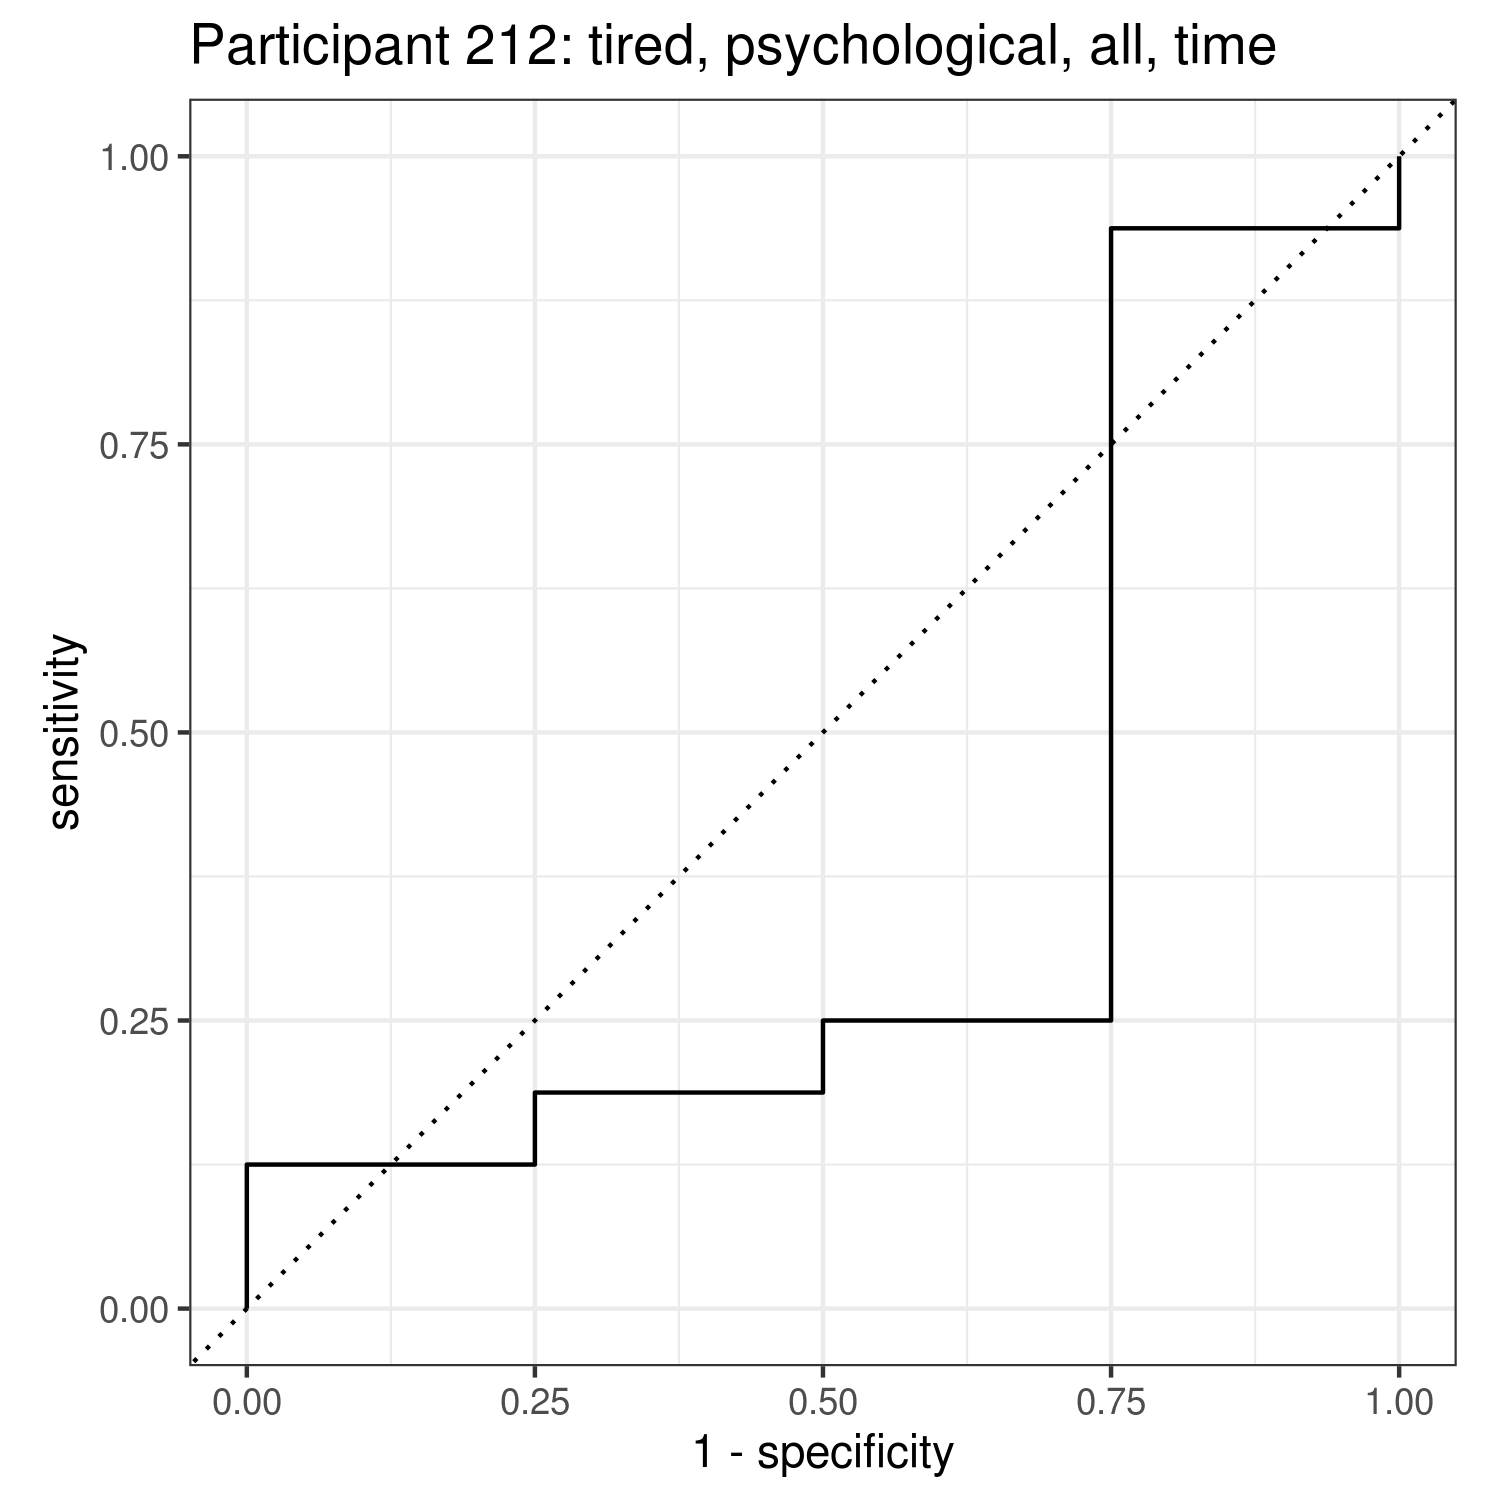 Participant 212: tired, psychological, all, time
1.00
0.75
0.50
0.25
0.00
sensitivity
0.00 0.25 0.50 0.75 1.00
1 - specificity